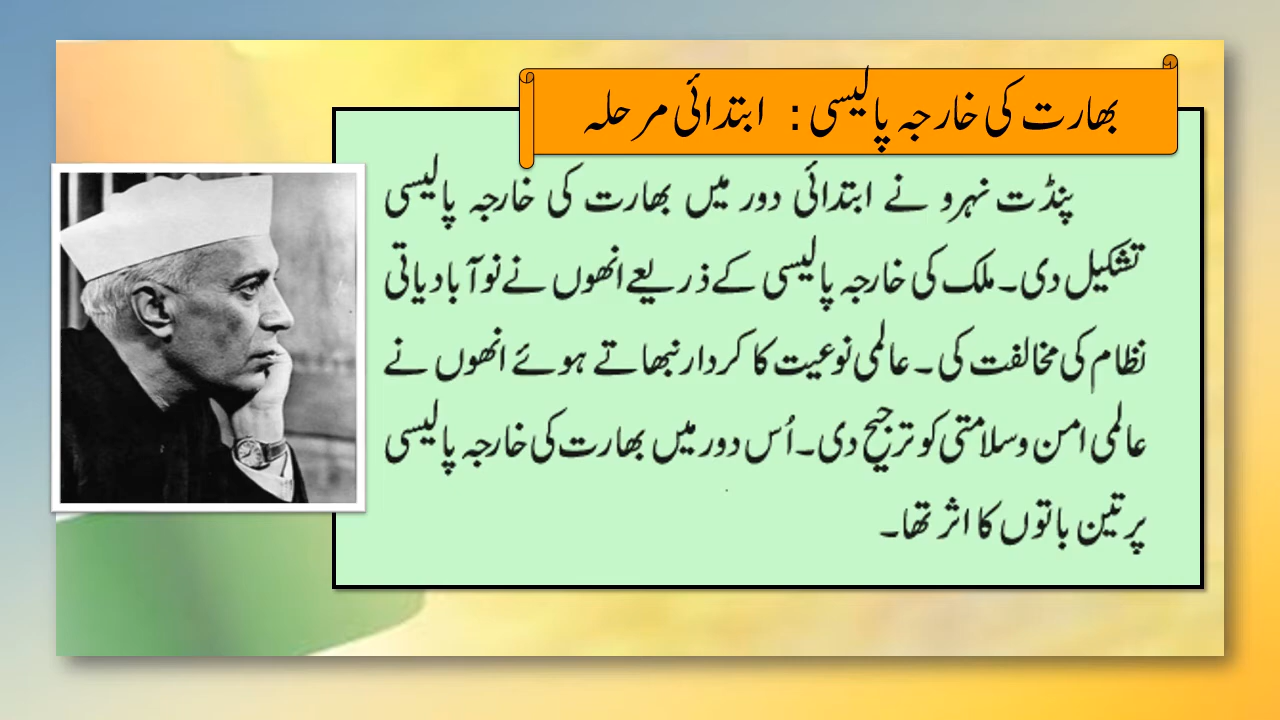 بھارت کی خارجہ پالیسی : ابتدائی مرحلہ
پنڈت نہرو نے ابتدائی دور میں بھارت کی خارجہ پالیسی
تشکیل دی۔ ملک کی خارجہ پالیسی کے ذریعے انھوں نے نوآبادیاتی
نظام کی مخالفت کی۔ عالمی نوعیت کا کردار نبھاتے ہوئے انھوں نے
عالمی امن وسلامتی کو ترجیح دی۔ اُس دور میں بھارت کی خارجہ پالیسی
پر تین باتوں کا اثر تھا۔